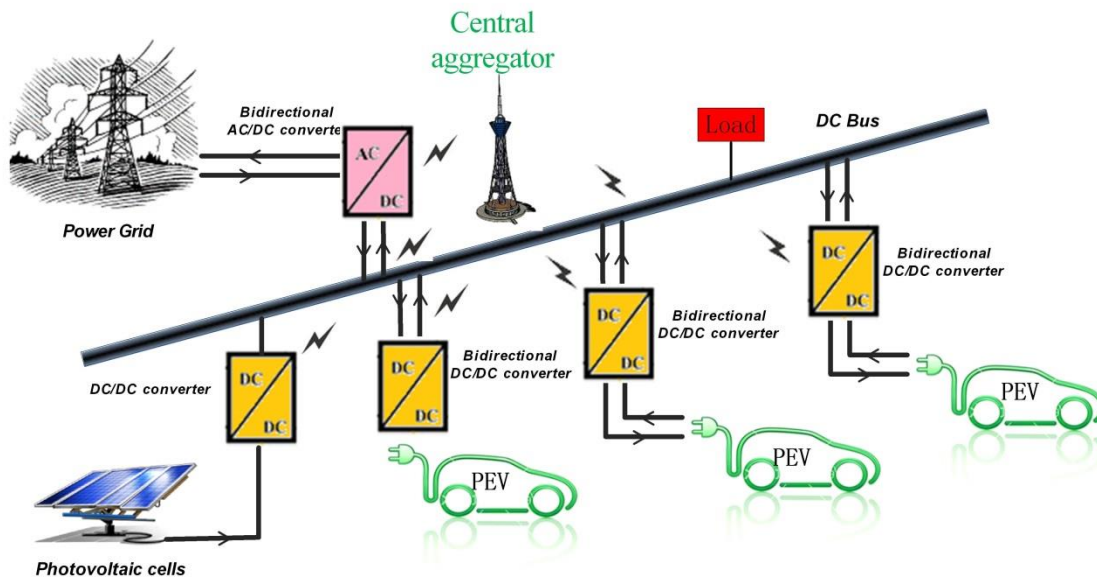 Central
aggregator
Bidirectional
AC/DC converter
AC
DC
Power Grid
Load
DC Bus
DC
DC
Bidirectional
DC/DC converter
DC
DC
Bidirectional
DC/DC converter
DC
DC
Bidirectional
DC/DC converter
DC/DC converter
DC
DC
PEV
PEV
PEV
Photovoltaic cells